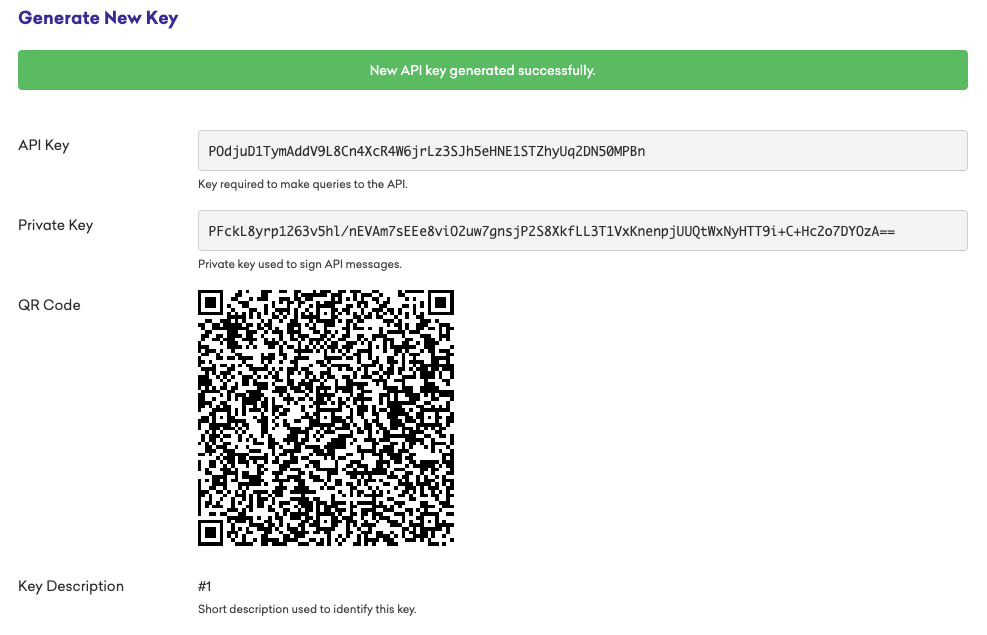 Generate New Key
New API key generated successfully.
API Key
POdjuD1TymAddV9L8Cn4XcR4W6jrLz3SJh5eHNE1STZhyUq2DN50MPBn
Key required to make queries to the API.
Private Key
PFckL8yrp1263v5hl/nEVAm7sEEe8viO2uw7gnsjP2S8XkfLL3T1VxKnenpjUUQtWxNyHTT9i+C+Hc2o7DYOzA==
Private key used to sign API messages.
QR Code
Key Description
#1
Short description used to identify this key.